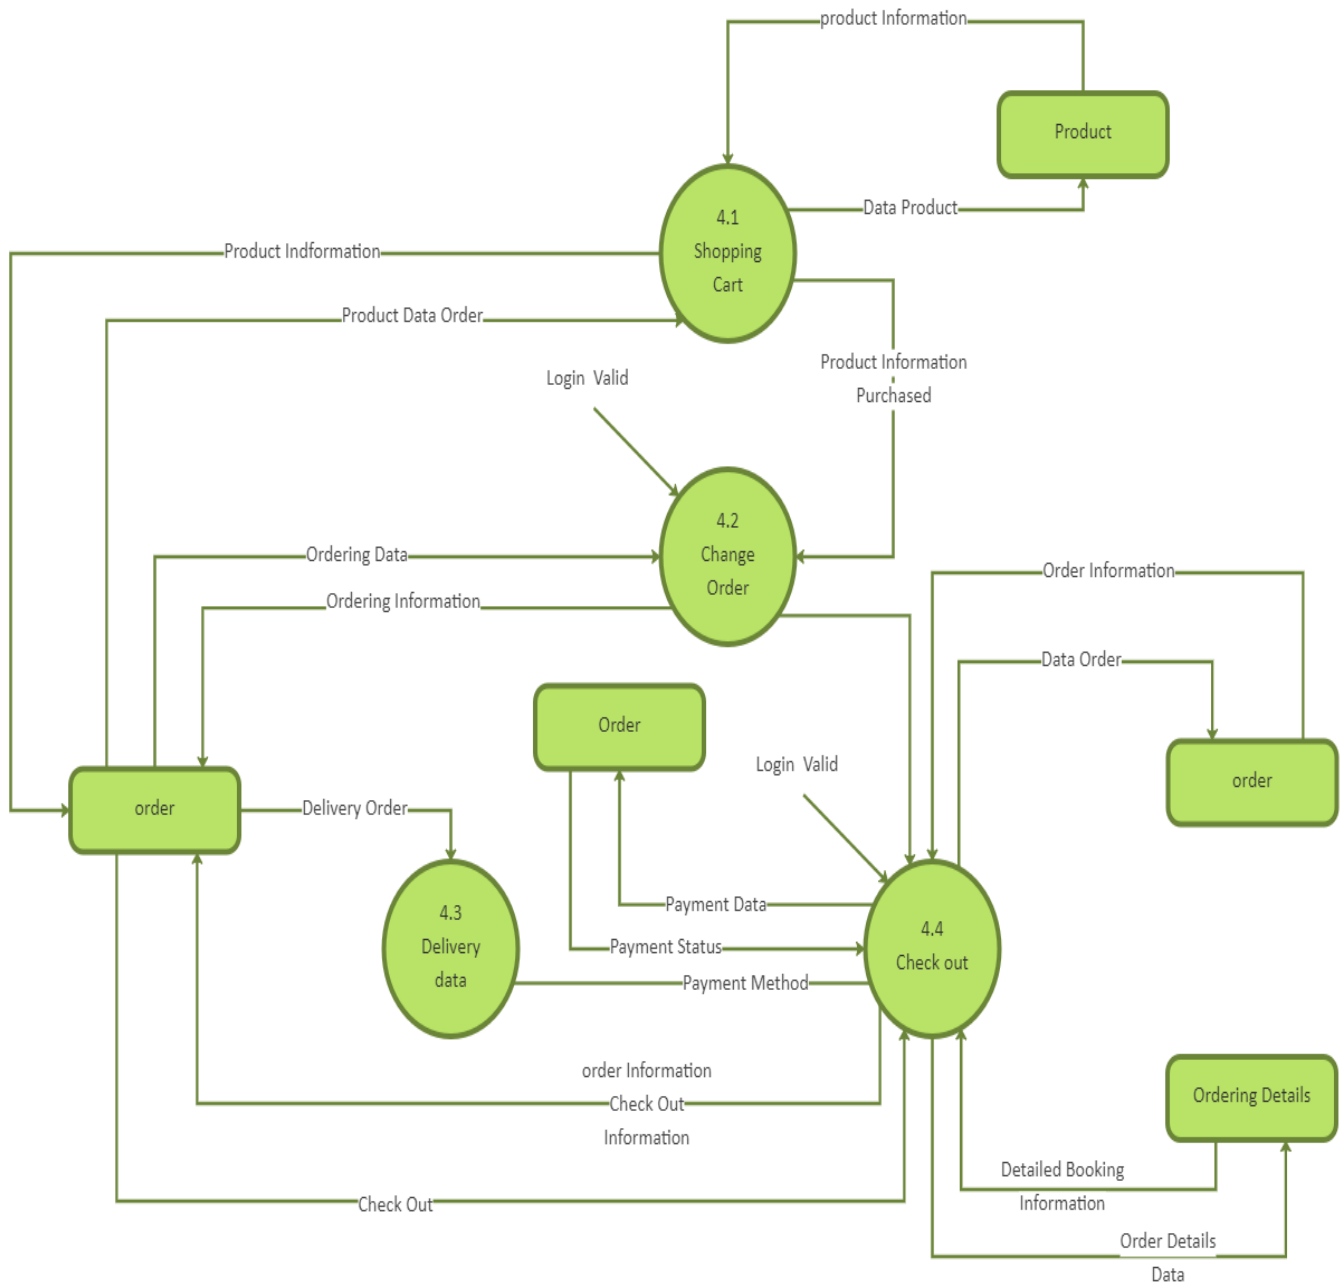 product Information
Product
4.1
Shopping
Cart
Data Product
Product Indformation
Product Data Order
Product Information
Purchased
Login Valid
4.2
Change
Order
Ordering Data
Ordering Information
Order Information
Data Order
Order
Login Valid
order
order
Delivery Order
4.3
Delivery
data
Payment Data
Payment Status
Payment Method
4.4
Check out
order Information
Check Out
Information
Ordering Details
Detailed Booking
Information
Check Out
Order Details
Data